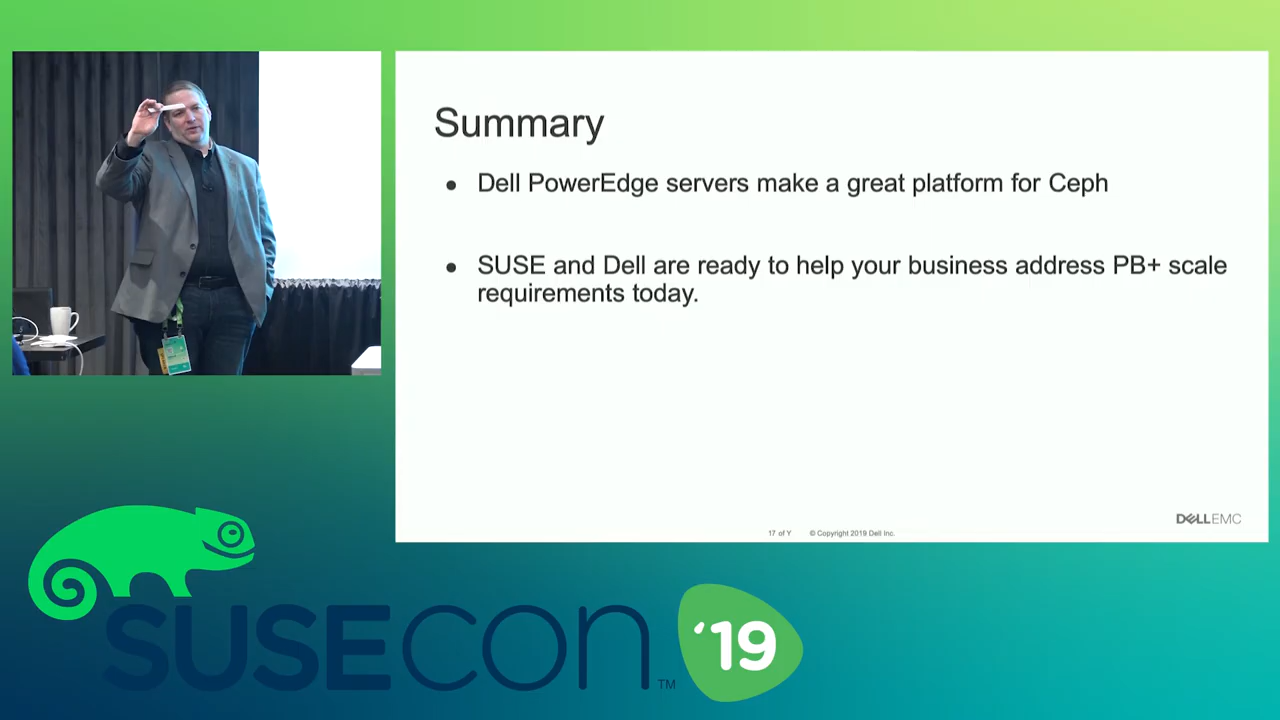 Summary
● Dell PowerEdge servers make a great platform for Ceph
● SUSE and Dell are ready to help your business address PB+ scale
requirements today.
DELLEMC
17 of Y © Copyright 2019 Dell Inc.
SUSECON ™ ‘19